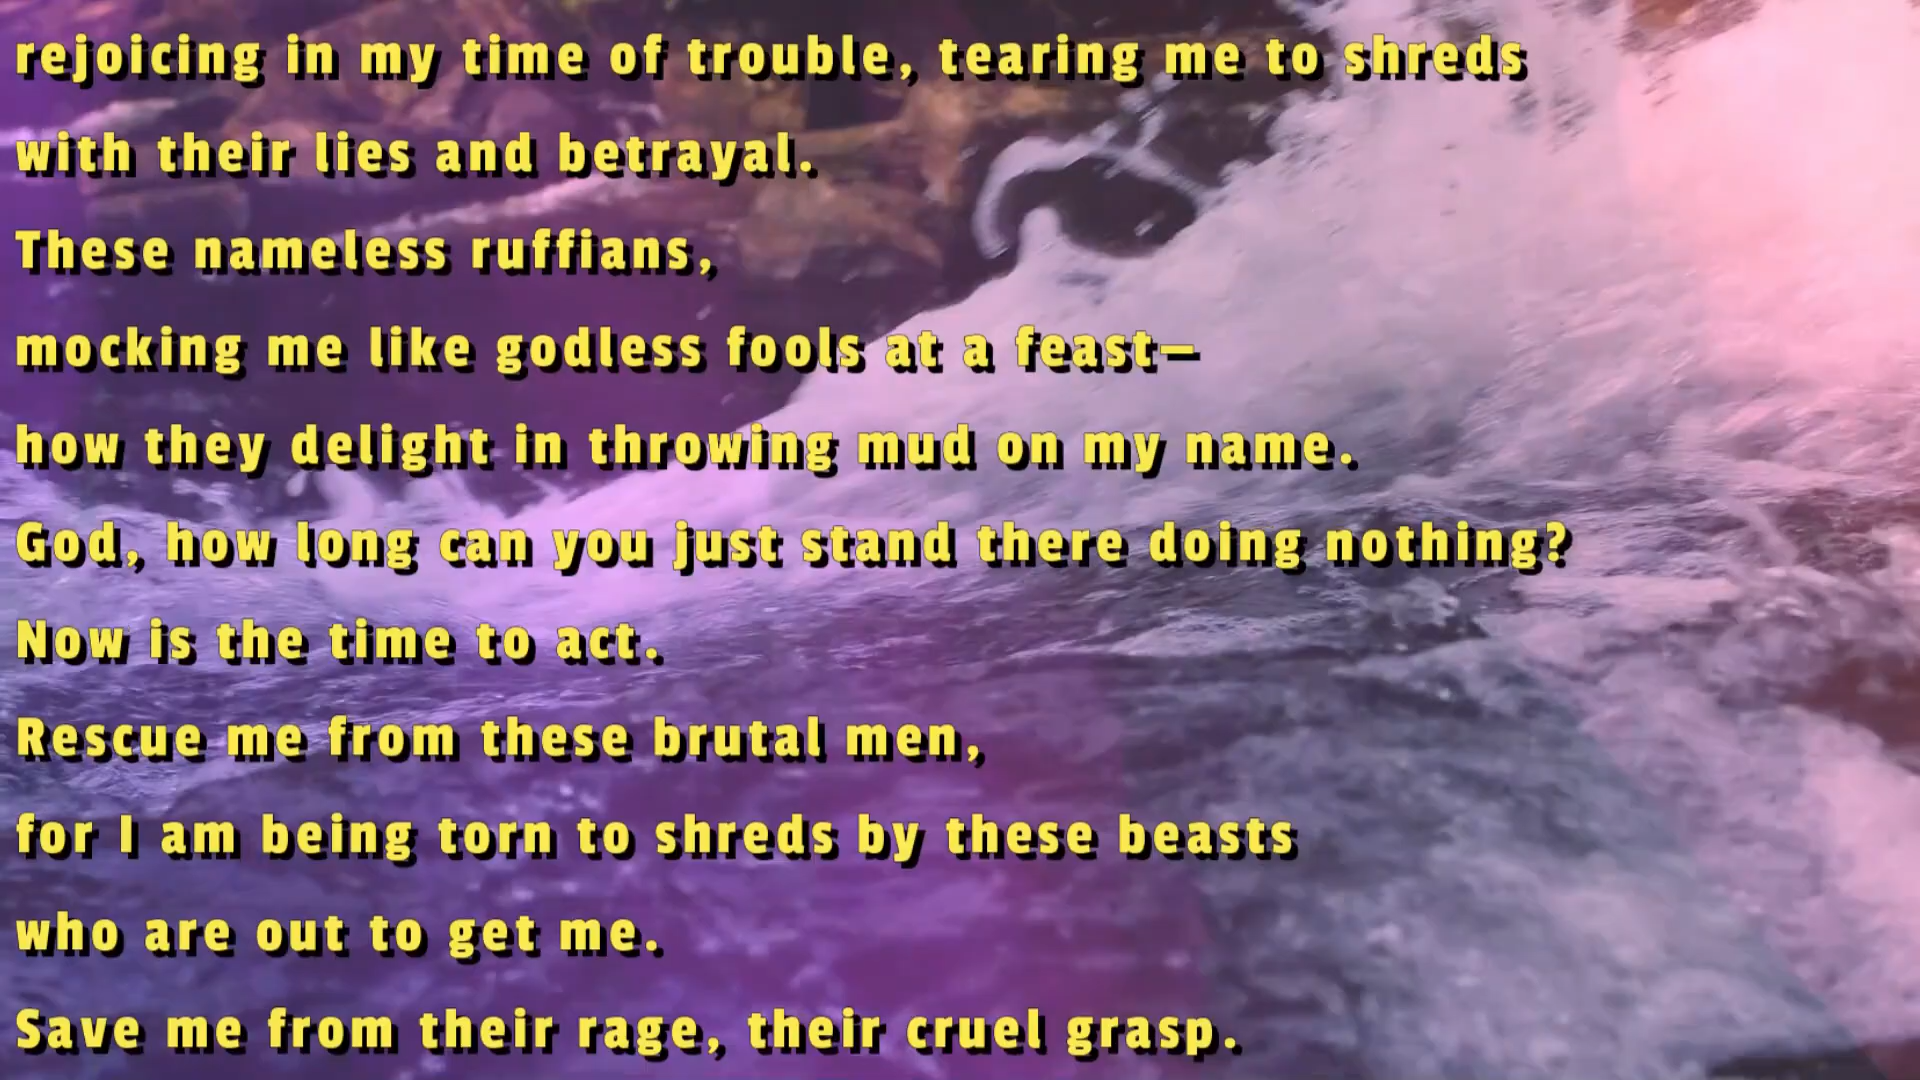 rejoicing in my time of trouble, tearing me to shreds
with their lies and betrayal.
These nameless ruffians,
mocking me like godless fools at a feast—
how they delight in throwing mud on my name.
God, how long can you just stand there doing nothing?
Now is the time to act.
Rescue me from these brutal men,
for I am being torn to shreds by these beasts
who are out to get me.
Save me from their rage, their cruel grasp.